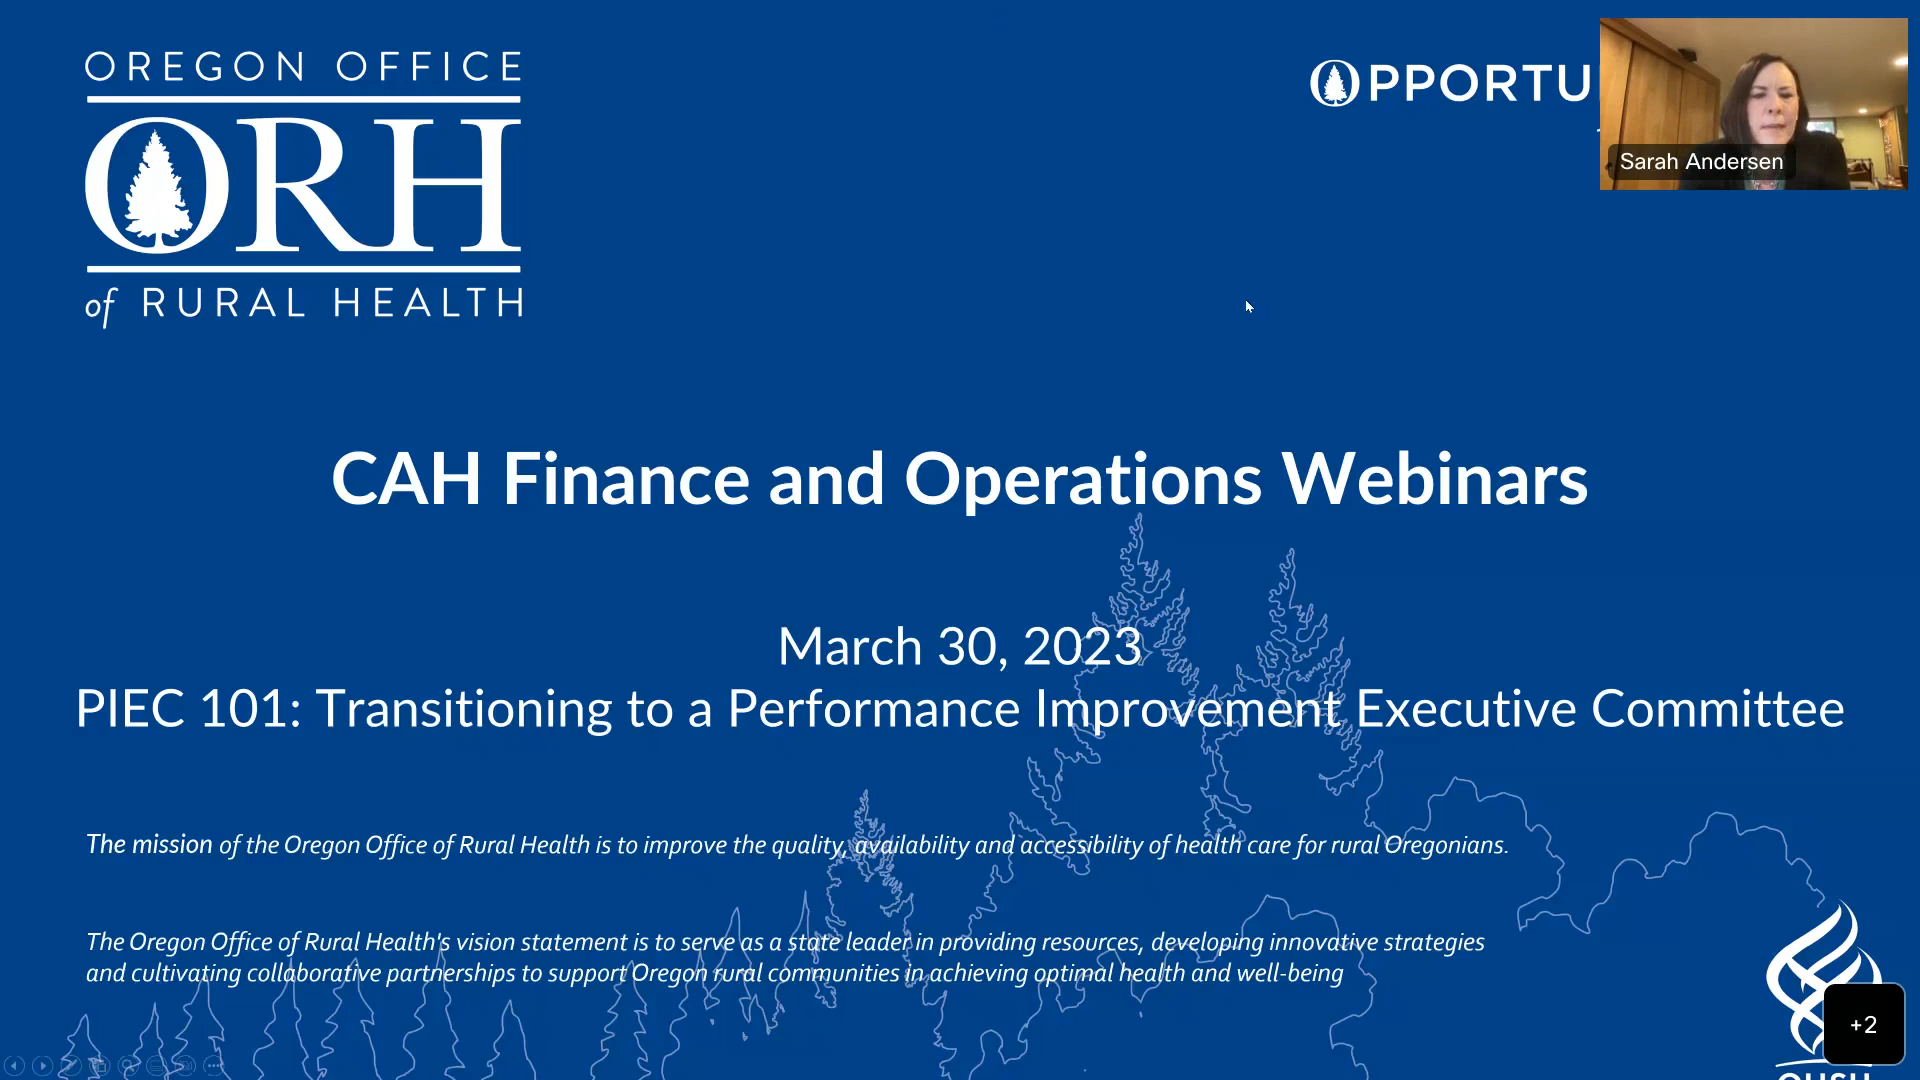 OREGON OFFICE
ORH
of RURAL HEALTH
OPPORTU
Sarah Andersen
CAH Finance and Operations Webinars
March 30, 2023
PIEC 101: Transitioning to a Performance Improvement Executive Committee
The mission of the Oregon Office of Rural Health is to improve the quality, availability and accessibility of health care for rural Oregonians.
The Oregon Office of Rural Health's vision statement is to serve as a state leader in providing resources, developing innovative strategies
and cultivating collaborative partnerships to support Oregon rural communities in achieving optimal health and well-being
+2